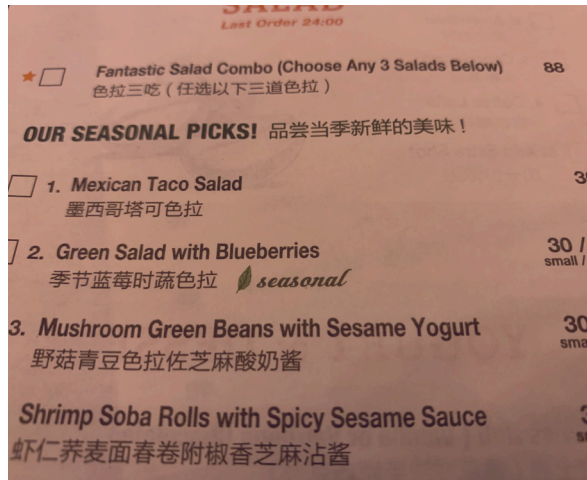 SALAD
Last Order 24:00
Fantastic Salad Combo (Choose Any 3 Salads Below) 88
色拉三吃（任选以下三道色拉）
OUR SEASONAL PICKS! 品尝当季新鲜的美味！
1. Mexican Taco Salad
墨西哥塔可色拉
2. Green Salad with Blueberries 30 /
季节蓝莓时蔬色拉 seasonal small /
3. Mushroom Green Beans with Sesame Yogurt 30
野菇青豆色拉佐芝麻酸奶酱
Shrimp Soba Rolls with Spicy Sesame Sauce
虾仁荞麦面春卷附椒香芝麻沾酱